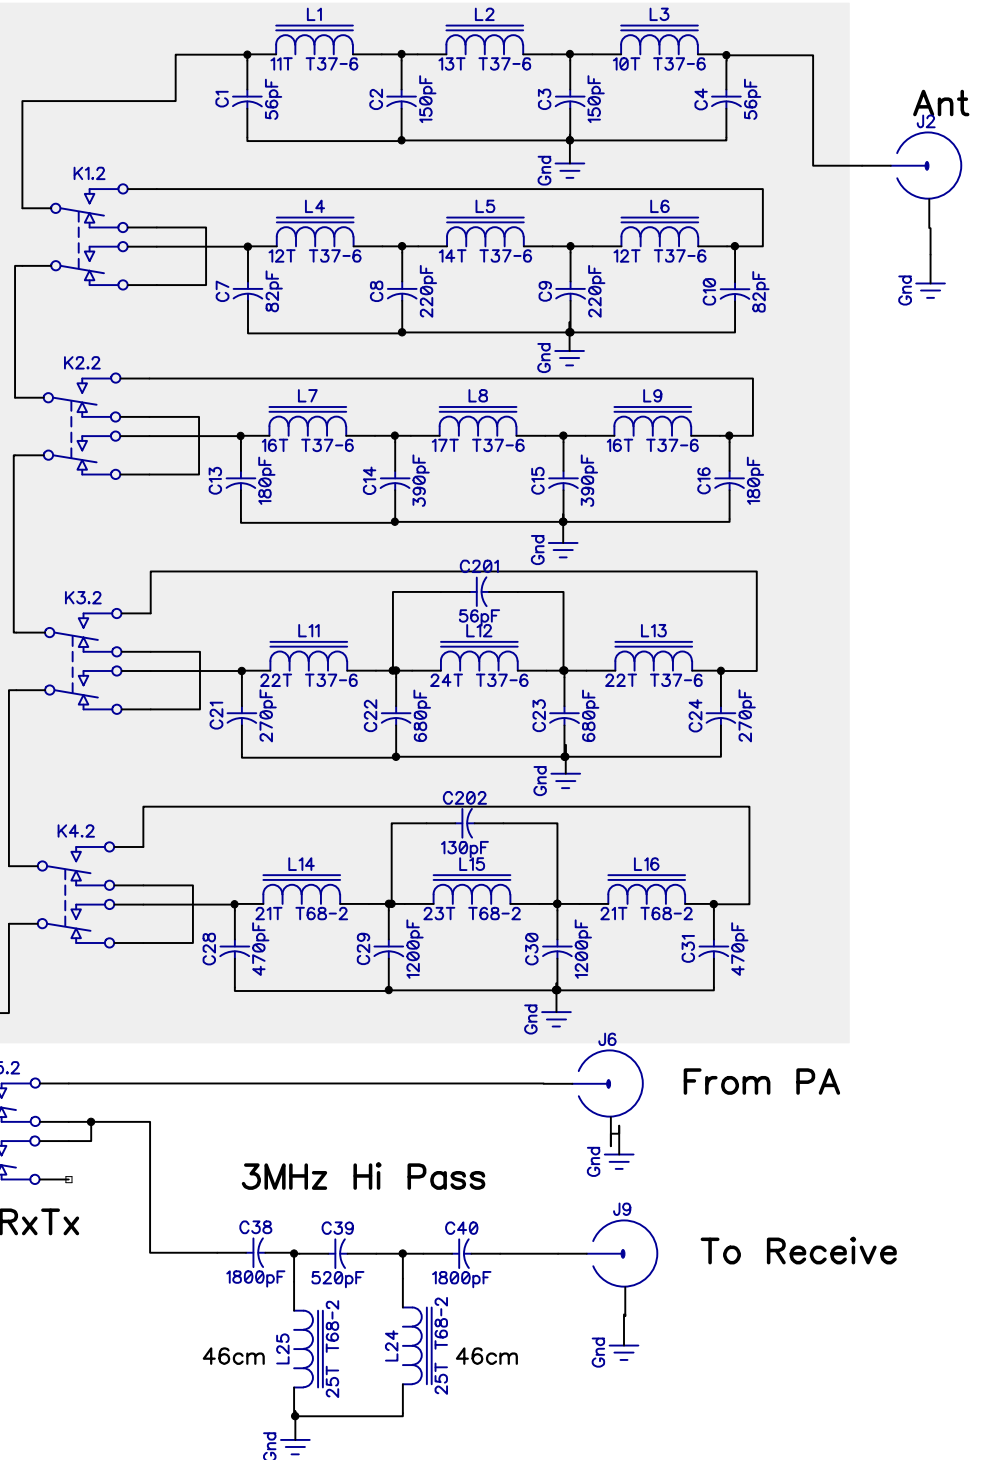 L1 L2 L3
11T T37-6 13T T37-6 10T T37-6
C1 56pF C2 150pF C3 150pF C4 56pF
Ant
J2
Gnd
K1.2
L4 L5 L6
12T T37-6 14T T37-6 12T T37-6
C7 82pF C8 220pF C9 220pF C10 82pF
Gnd
Gnd
K2.2
L7 L8 L9
16T T37-6 17T T37-6 16T T37-6
C13 180pF C14 390pF C15 390pF C16 180pF
Gnd
C201
56pF
K3.2
L11 L12 L13
22T T37-6 24T T37-6 22T T37-6
C21 270pF C22 680pF C23 680pF C24 270pF
Gnd
C202
130pF
K4.2
L14 L15 L16
21T T68-2 23T T68-2 21T T68-2
C28 470pF C29 1200pF C30 1200pF C31 470pF
Gnd
J6
5.2
From PA
Gnd
3MHz Hi Pass
RxTx
J9
C38 C39 C40
To Receive
1800pF 520pF 1800pF
46cm L25 25T T68-2 L24 25T T68-2 46cm
Gnd
Gnd